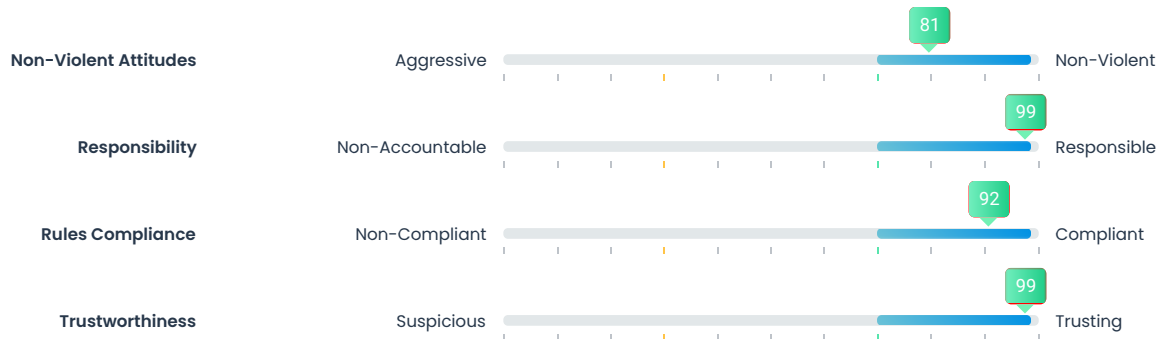 81
Non-Violent Attitudes Aggressive Non-Violent
99
Responsibility Non-Accountable Responsible
92
Rules Compliance Non-Compliant Compliant
99
Trustworthiness Suspicious Trusting